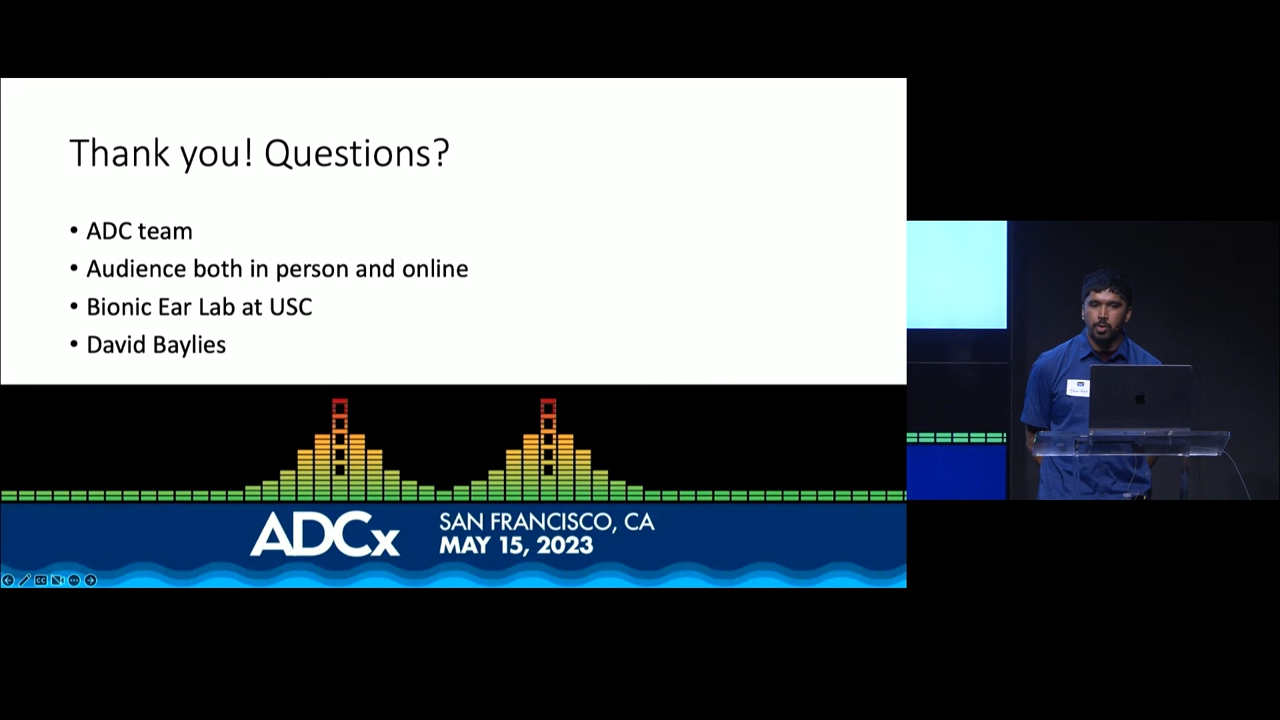 Thank you! Questions?
• ADC team
• Audience both in person and online
• Bionic Ear Lab at USC
• David Baylies
ADCx
SAN FRANCISCO, CA
MAY 15, 2023